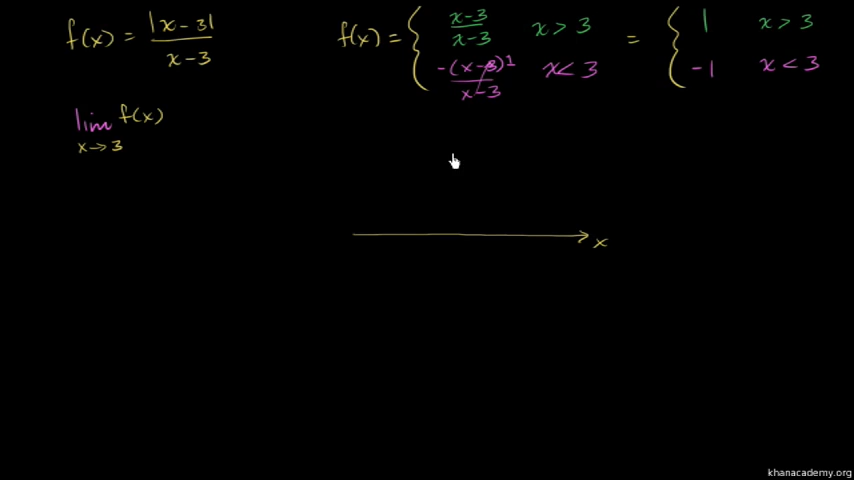 f(x) = |x-3| / x-3
f(x) = { x-3 / x-3 x > 3
-(x-3) 1 / x-3 x < 3
= { 1 x > 3
-1 x < 3
lim f(x)
x→3
x
khanacademy.org